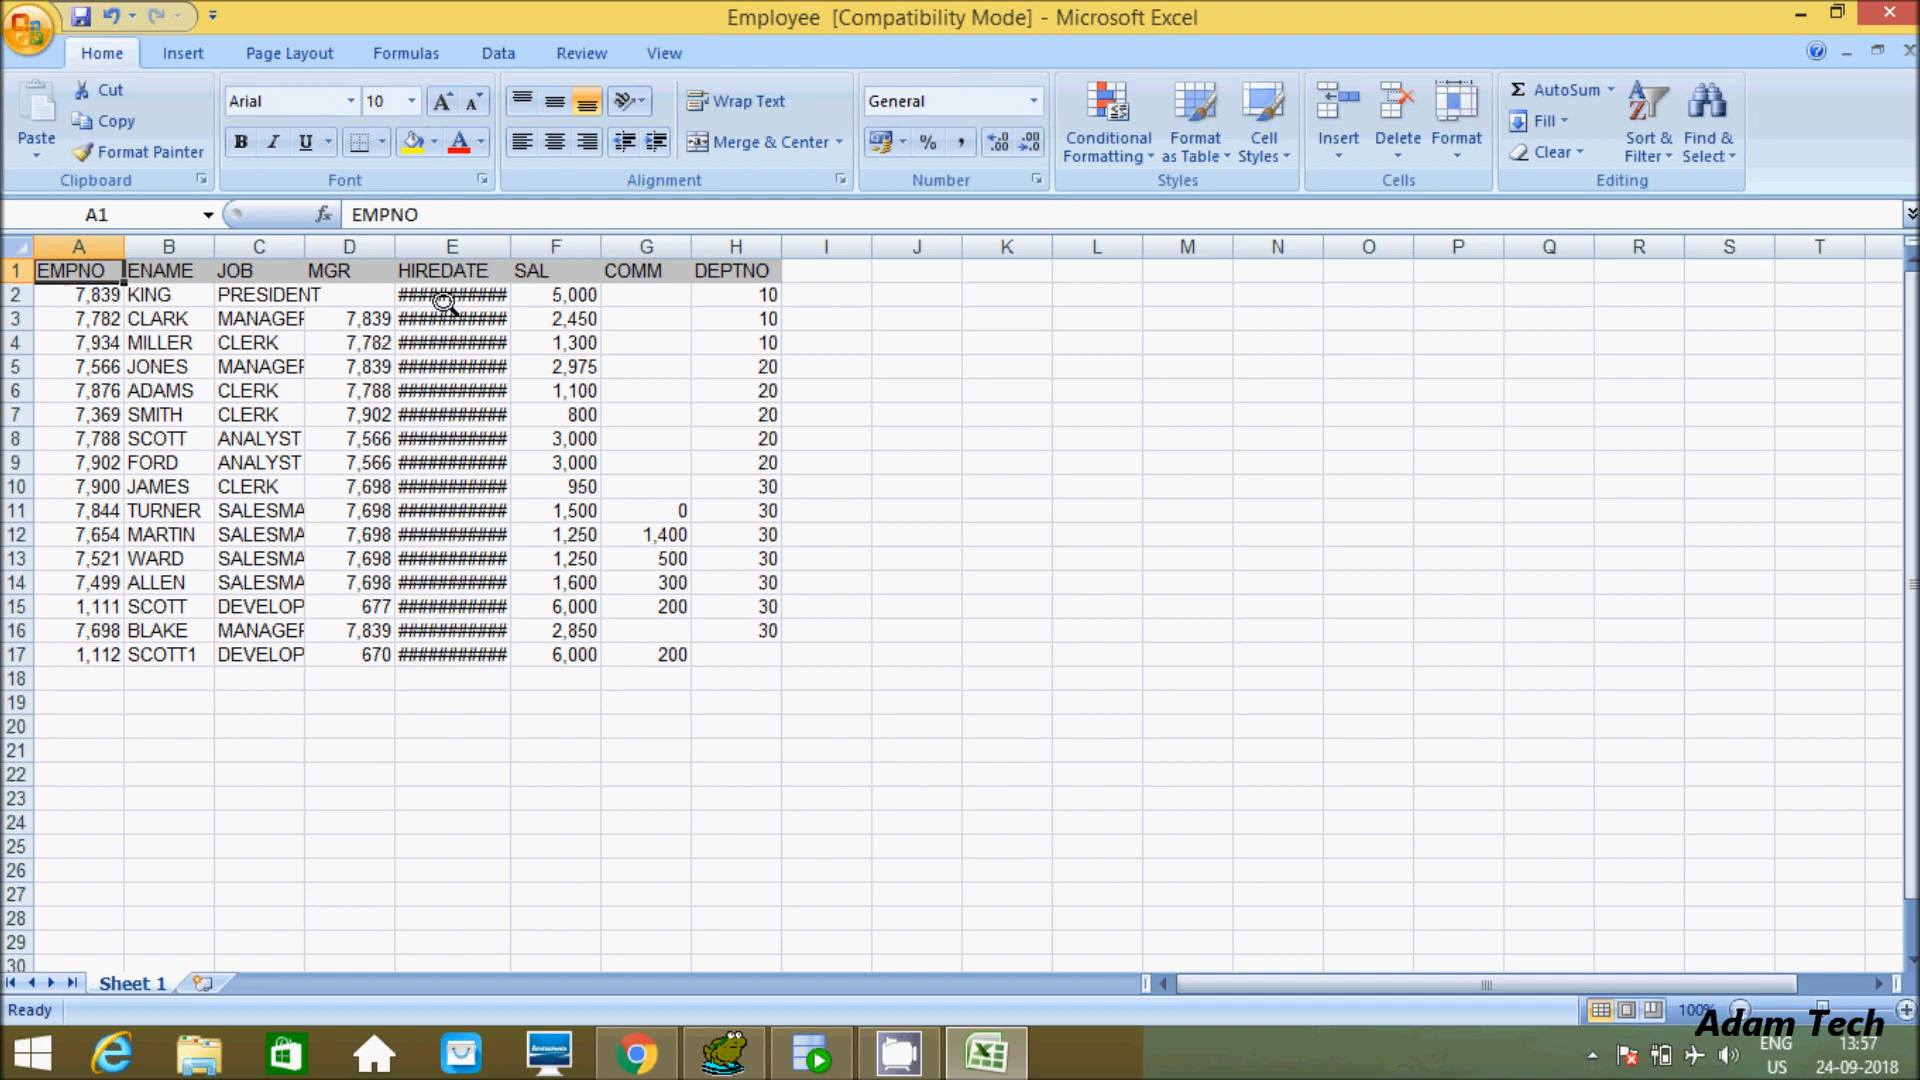 Employee [Compatibility Mode] - Microsoft Excel
Home Insert Page Layout Formulas Data Review View
Paste Cut Copy Format Painter Clipboard
Arial 10 B I U Font
Wrap Text Merge & Center Alignment
General % , .0 .00 .00 .0 Number
Conditional Formatting Format as Table Cell Styles Styles
Insert Delete Format Cells
Σ AutoSum Fill Clear Sort & Filter Find & Select Editing
A1 fx EMPNO
A B C D E F G H I J K L M N O P Q R S T
1 EMPNO ENAME JOB MGR HIREDATE SAL COMM DEPTNO
2 7,839 KING PRESIDENT ########### 5,000 10
3 7,782 CLARK MANAGER 7,839 ########### 2,450 10
4 7,934 MILLER CLERK 7,782 ########### 1,300 10
5 7,566 JONES MANAGER 7,839 ########### 2,975 20
6 7,876 ADAMS CLERK 7,788 ########### 1,100 20
7 7,369 SMITH CLERK 7,902 ########### 800 20
8 7,788 SCOTT ANALYST 7,566 ########### 3,000 20
9 7,902 FORD ANALYST 7,566 ########### 3,000 20
10 7,900 JAMES CLERK 7,698 ########### 950 30
11 7,844 TURNER SALESMA 7,698 ########### 1,500 0 30
12 7,654 MARTIN SALESMA 7,698 ########### 1,250 1,400 30
13 7,521 WARD SALESMA 7,698 ########### 1,250 500 30
14 7,499 ALLEN SALESMA 7,698 ########### 1,600 300 30
15 1,111 SCOTT DEVELOP 677 ########### 6,000 200 30
16 7,698 BLAKE MANAGER 7,839 ########### 2,850 30
17 1,112 SCOTT1 DEVELOP 670 ########### 6,000 200
18
19
20
21
22
23
24
25
26
27
28
29
30
Sheet 1
Ready 100%
Adam Tech
ENG 13:57
US 24-09-2018